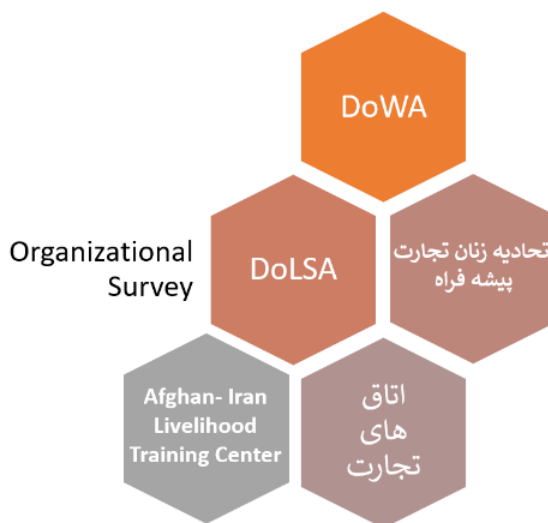 DoWA
Organizational
Survey
DoLSA
تحادیه زنان تجارت
پیشه فراه
Afghan- Iran
Livelihood
Training Center
اتاق
های
تجارت